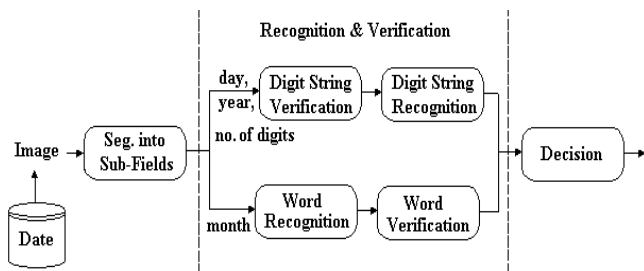 Recognition & Verification
day,
year,
no. of digits
Digit String
Verification
Digit String
Recognition
Image
Seg. into
Sub-Fields
Decision
month
Word
Recognition
Word
Verification
Date